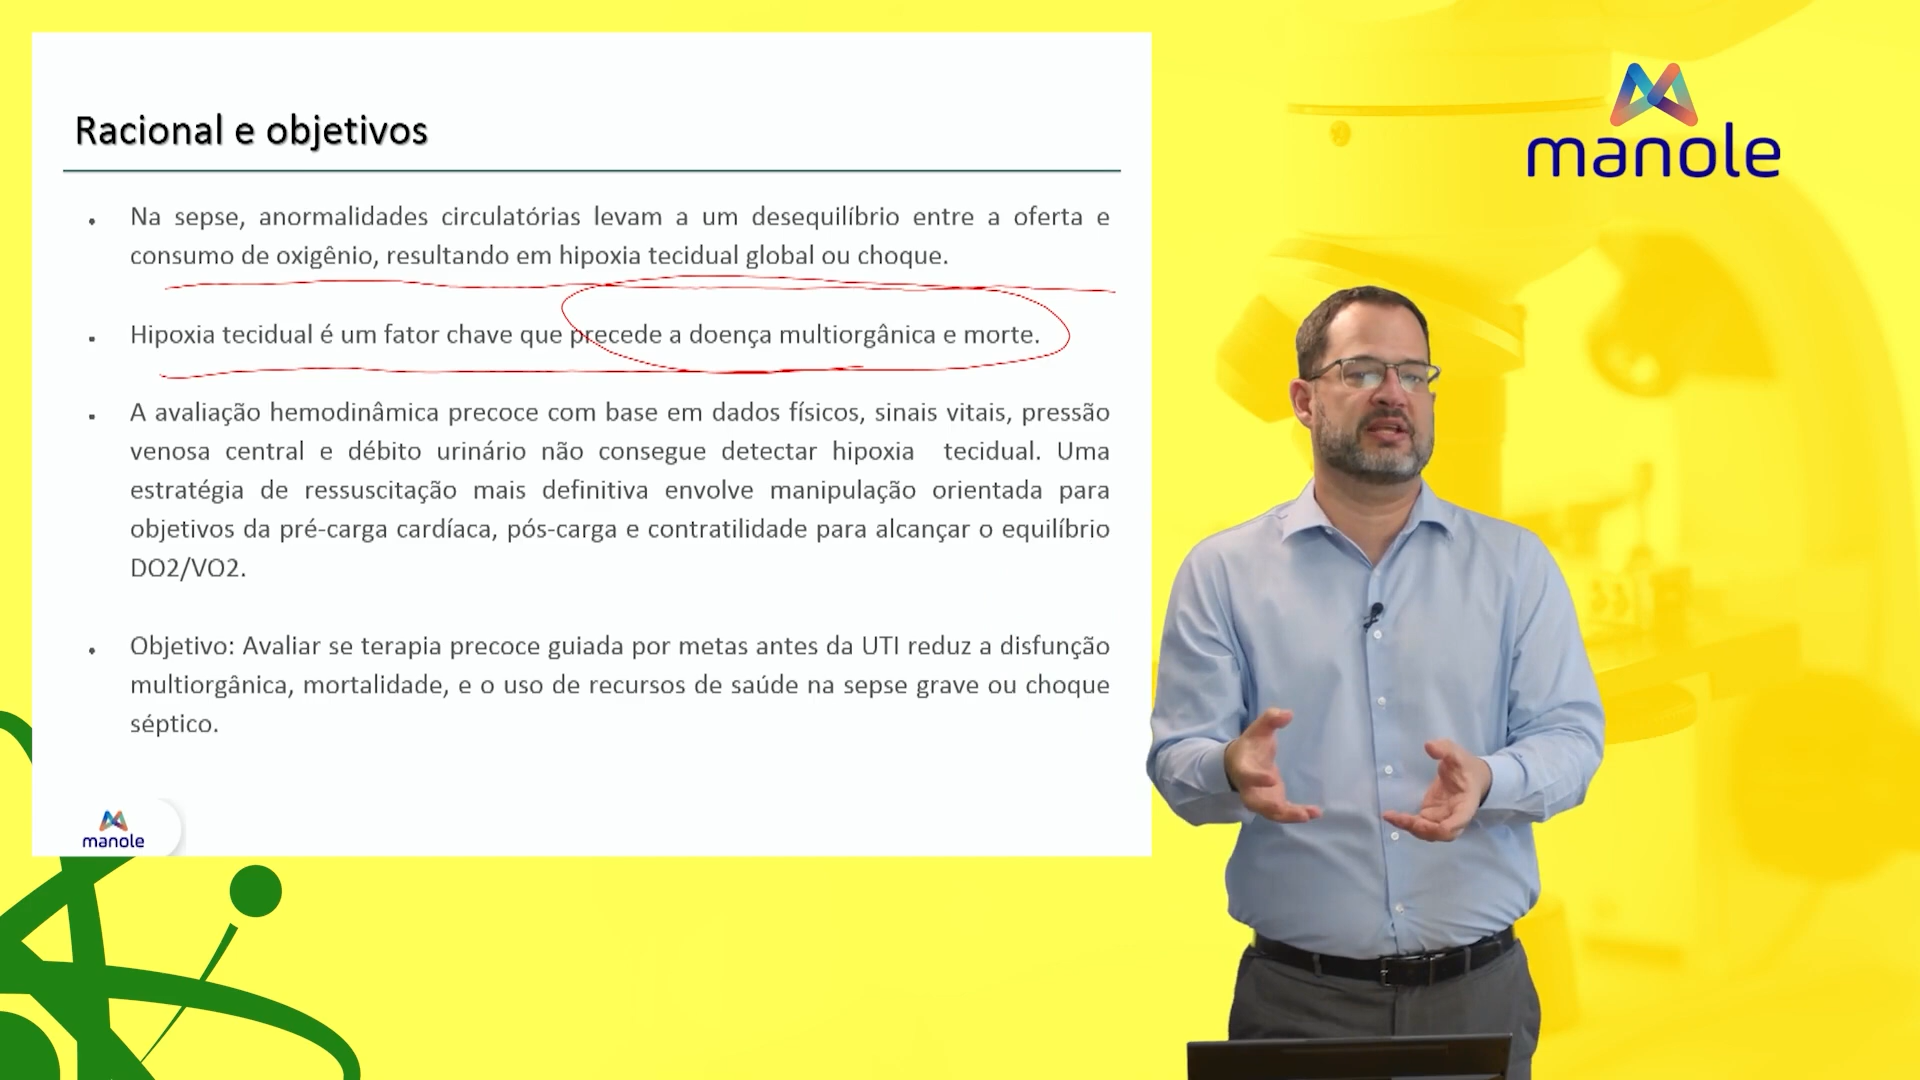 Racional e objetivos
Na sepse, anormalidades circulatórias levam a um desequilíbrio entre a oferta e
consumo de oxigênio, resultando em hipoxia tecidual global ou choque.
Hipoxia tecidual é um fator chave que precede a doença multiorgânica e morte.
A avaliação hemodinâmica precoce com base em dados físicos, sinais vitais, pressão
venosa central e débito urinário não consegue detectar hipoxia tecidual. Uma
estratégia de ressuscitação mais definitiva envolve manipulação orientada para
objetivos da pré-carga cardíaca, pós-carga e contratilidade para alcançar o equilíbrio
DO2/VO2.
Objetivo: Avaliar se terapia precoce guiada por metas antes da UTI reduz a disfunção
multiorgânica, mortalidade, e o uso de recursos de saúde na sepse grave ou choque
séptico.
manole
manole